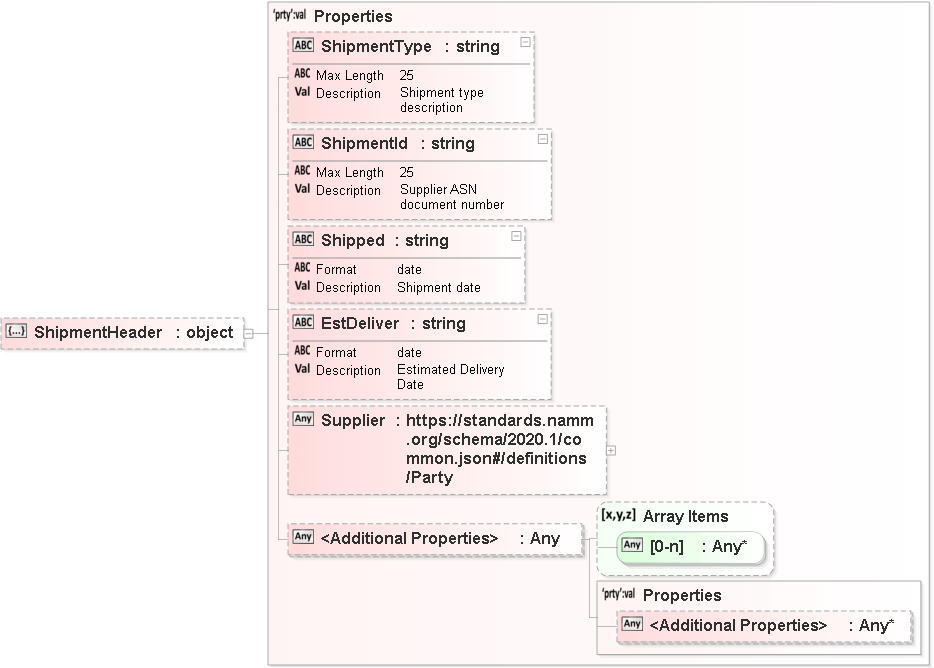 'prty':val Properties
ABC ShipmentType : string
ABC Max Length 25
Val Description Shipment type
description
ABC ShipmentId : string
ABC Max Length 25
Val Description Supplier ASN
document number
ABC Shipped : string
ABC Format date
Val Description Shipment date
{...} ShipmentHeader : object
ABC EstDeliver : string
ABC Format date
Val Description Estimated Delivery
Date
Any Supplier : https://standards.namm
.org/schema/2020.1/co
mmon.json#/definitions
/Party
Any <Additional Properties> : Any
[x,y,z] Array Items
Any [0-n] : Any*
'prty':val Properties
Any <Additional Properties> : Any*